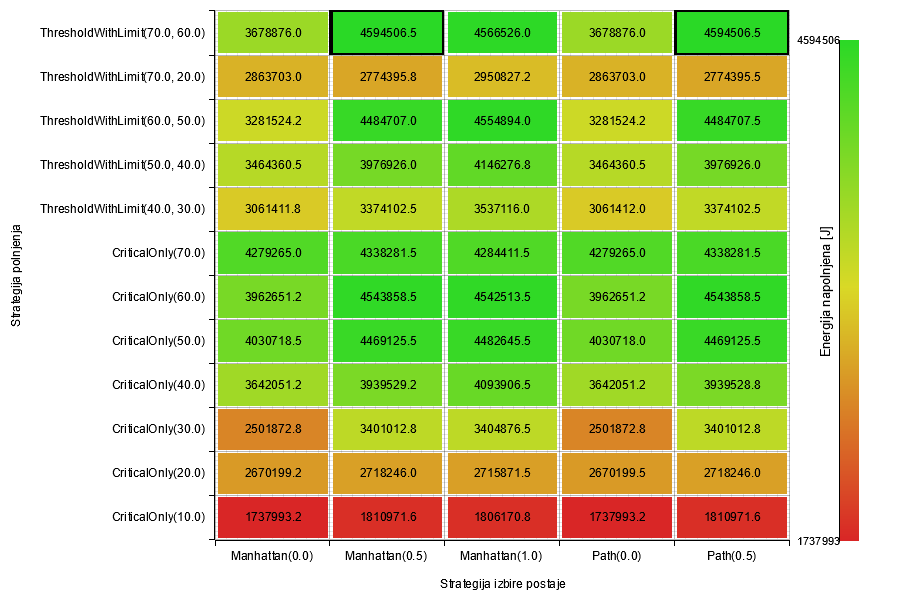 ThresholdWithLimit(70.0, 60.0) 3678876.0 4594506.5 4566526.0 3678876.0 4594506.5
4594506
ThresholdWithLimit(70.0, 20.0) 2863703.0 2774395.8 2950827.2 2863703.0 2774395.5
ThresholdWithLimit(60.0, 50.0) 3281524.2 4484707.0 4554894.0 3281524.2 4484707.5
ThresholdWithLimit(50.0, 40.0) 3464360.5 3976926.0 4146276.8 3464360.5 3976926.0
ThresholdWithLimit(40.0, 30.0) 3061411.8 3374102.5 3537116.0 3061412.0 3374102.5
CriticalOnly(70.0) 4279265.0 4338281.5 4284411.5 4279265.0 4338281.5
CriticalOnly(60.0) 3962651.2 4543858.5 4542513.5 3962651.2 4543858.5
CriticalOnly(50.0) 4030718.5 4469125.5 4482645.5 4030718.0 4469125.5
CriticalOnly(40.0) 3642051.2 3939529.2 4093906.5 3642051.2 3939528.8
CriticalOnly(30.0) 2501872.8 3401012.8 3404876.5 2501872.8 3401012.8
CriticalOnly(20.0) 2670199.2 2718246.0 2715871.5 2670199.5 2718246.0
CriticalOnly(10.0) 1737993.2 1810971.6 1806170.8 1737993.2 1810971.6
1737993
Manhattan(0.0) Manhattan(0.5) Manhattan(1.0) Path(0.0) Path(0.5)
Strategija izbire postaje
Strategija polnjenja
Energija napolnjena [J]